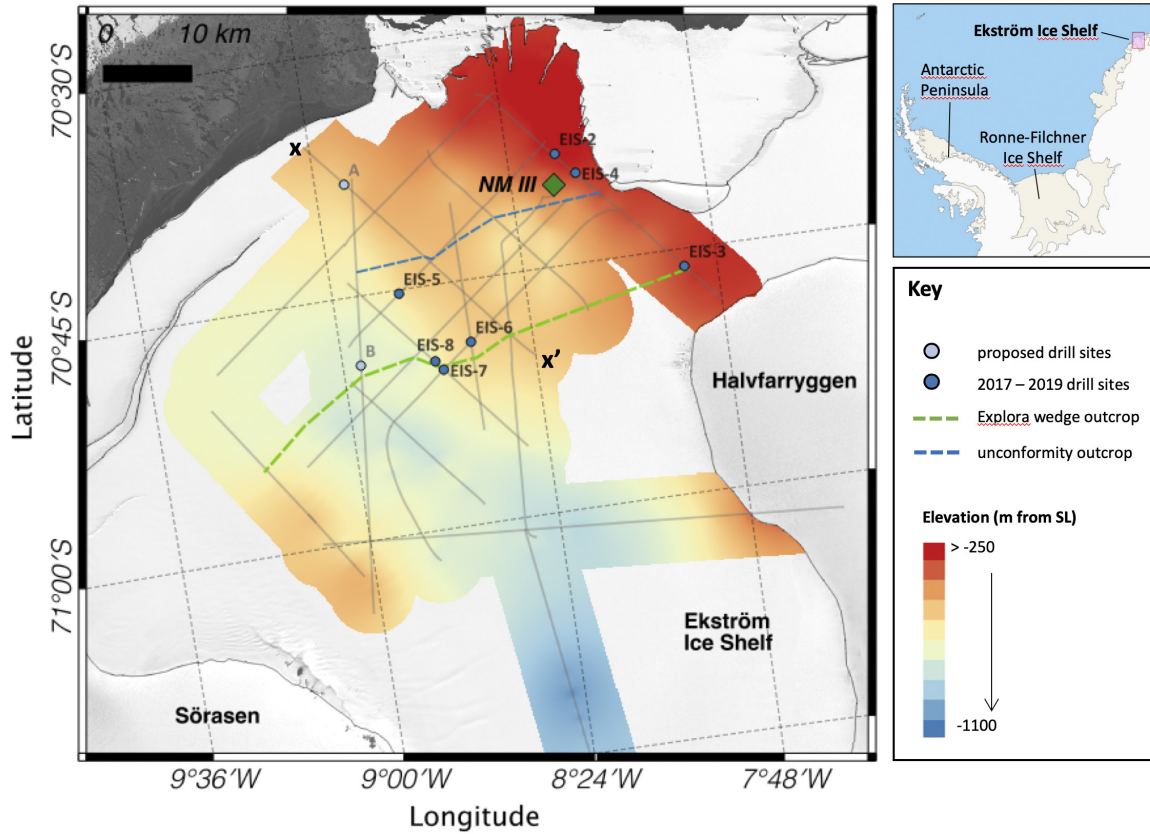 0 10 km
70°30'S
70°45'S
71°00'S
Latitude
x
A
EIS-2
EIS-4
NM III
EIS-3
EIS-5
EIS-6
EIS-8
EIS-7
B
x’
Halvfarryggen
Ekström
Ice Shelf
Sörasen
9°36'W
9°00'W
8°24'W
7°48'W
Longitude
Ekström Ice Shelf
Antarctic
Peninsula
Ronne-Filchner
Ice Shelf
Key
proposed drill sites
2017 – 2019 drill sites
Explora wedge outcrop
unconformity outcrop
Elevation (m from SL)
> -250
-1100